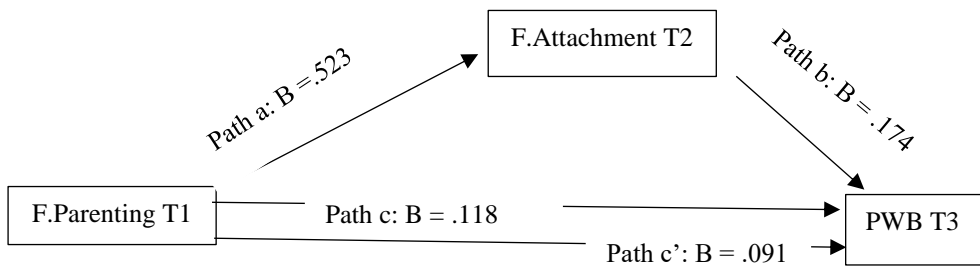 F.Attachment T2
Path a: B =.523
Path b: B = .174
F.Parenting T1
Path c: B = .118
PWB T3
Path c’: B = .091